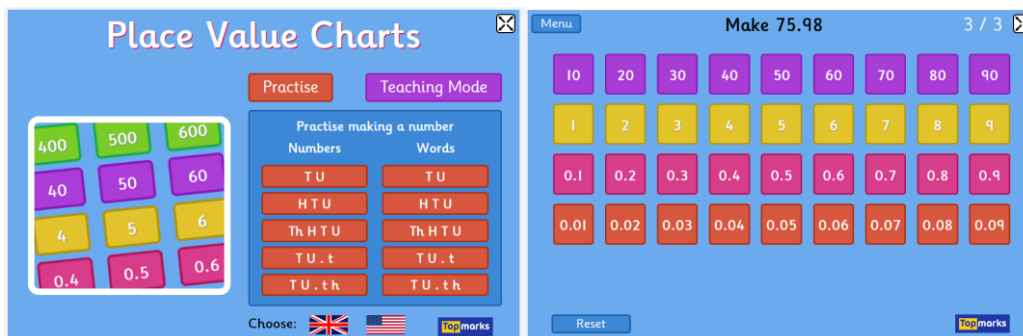 Place Value Charts
Practise Teaching Mode
400 500 600
40 50 60
4 5 6
0.4 0.5 0.6
Practise making a number
Numbers Words
T U T U
H T U H T U
Th H T U Th H T U
T U . t T U . t
T U . th T U . th
Choose:
Topmarks
Menu Make 75.98 3 / 3
10 20 30 40 50 60 70 80 90
1 2 3 4 5 6 7 8 9
0.1 0.2 0.3 0.4 0.5 0.6 0.7 0.8 0.9
0.01 0.02 0.03 0.04 0.05 0.06 0.07 0.08 0.09
Reset Topmarks